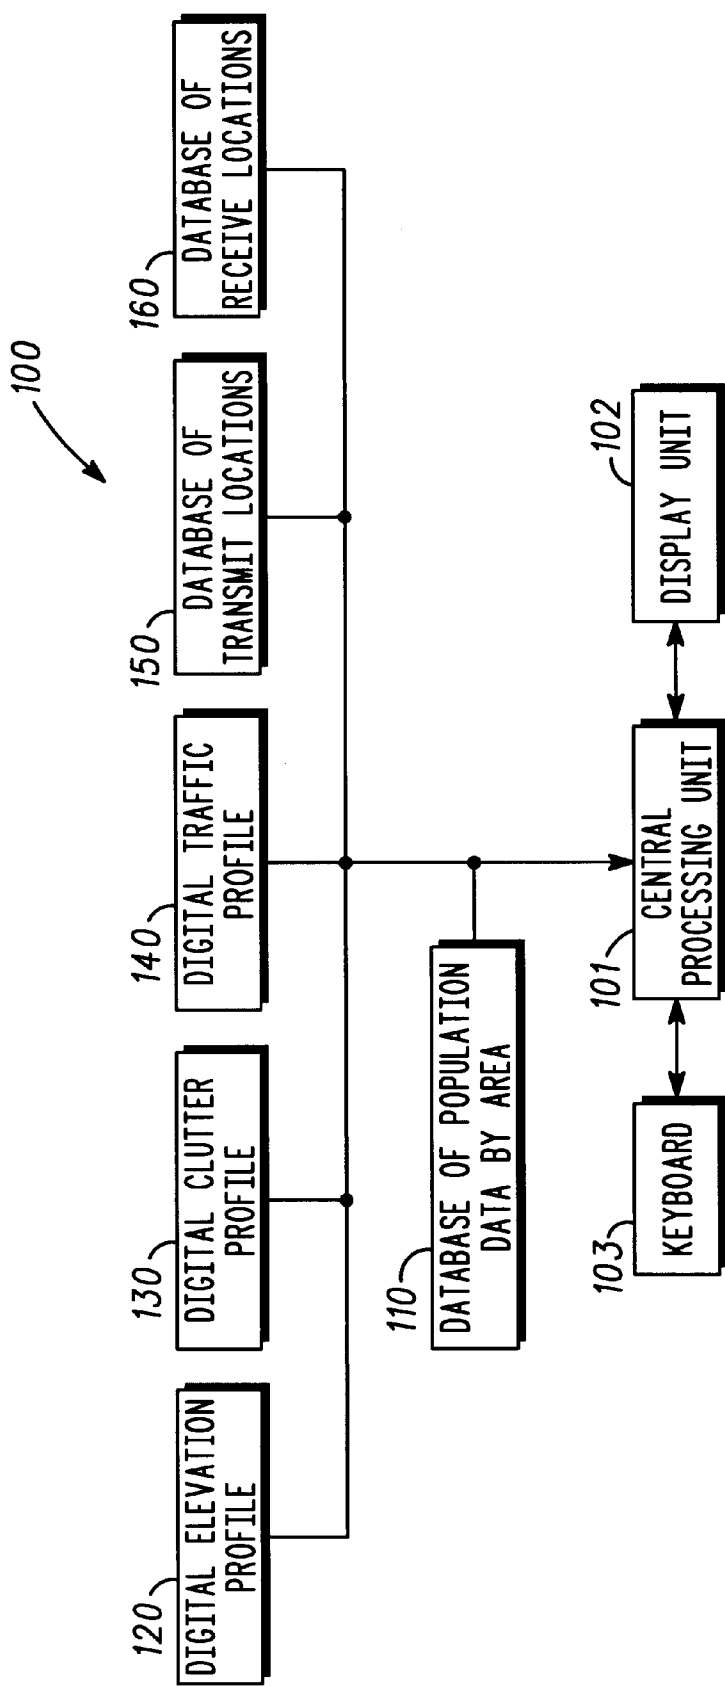 100
120
DIGITAL ELEVATION
PROFILE
130
DIGITAL CLUTTER
PROFILE
140
DIGITAL TRAFFIC
PROFILE
150
DATABASE OF
TRANSMIT LOCATIONS
160
DATABASE OF
RECEIVE LOCATIONS
110
DATABASE OF POPULATION
DATA BY AREA
103
KEYBOARD
101
CENTRAL
PROCESSING UNIT
102
DISPLAY UNIT